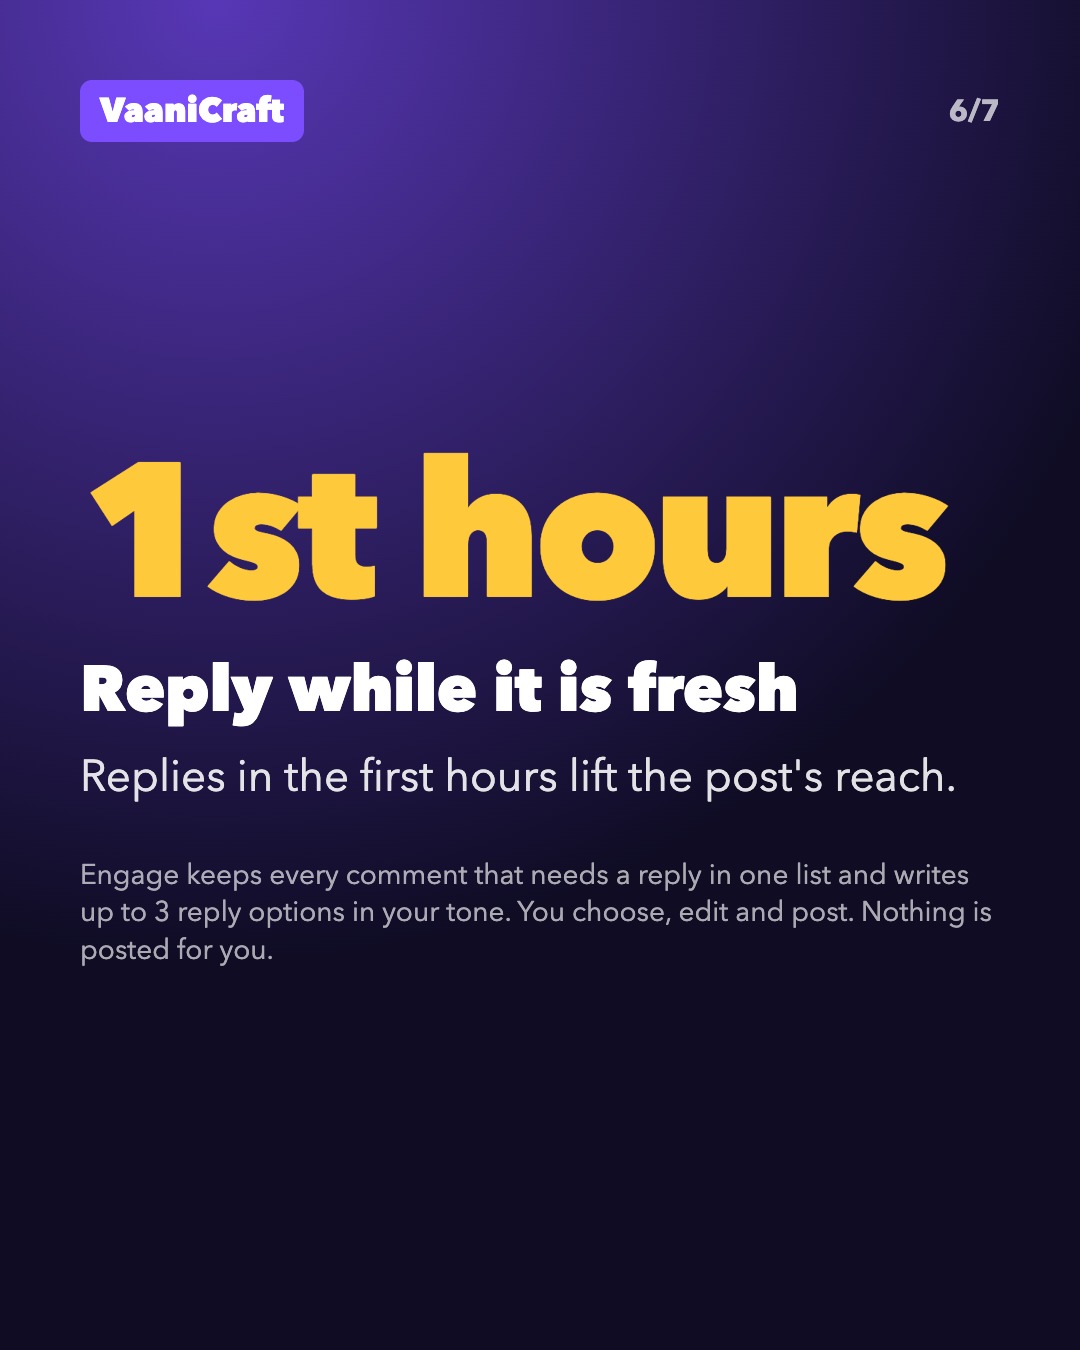 VaaniCraft
6/7
1st hours
Reply while it is fresh
Replies in the first hours lift the post's reach.
Engage keeps every comment that needs a reply in one list and writes
up to 3 reply options in your tone. You choose, edit and post. Nothing is
posted for you.